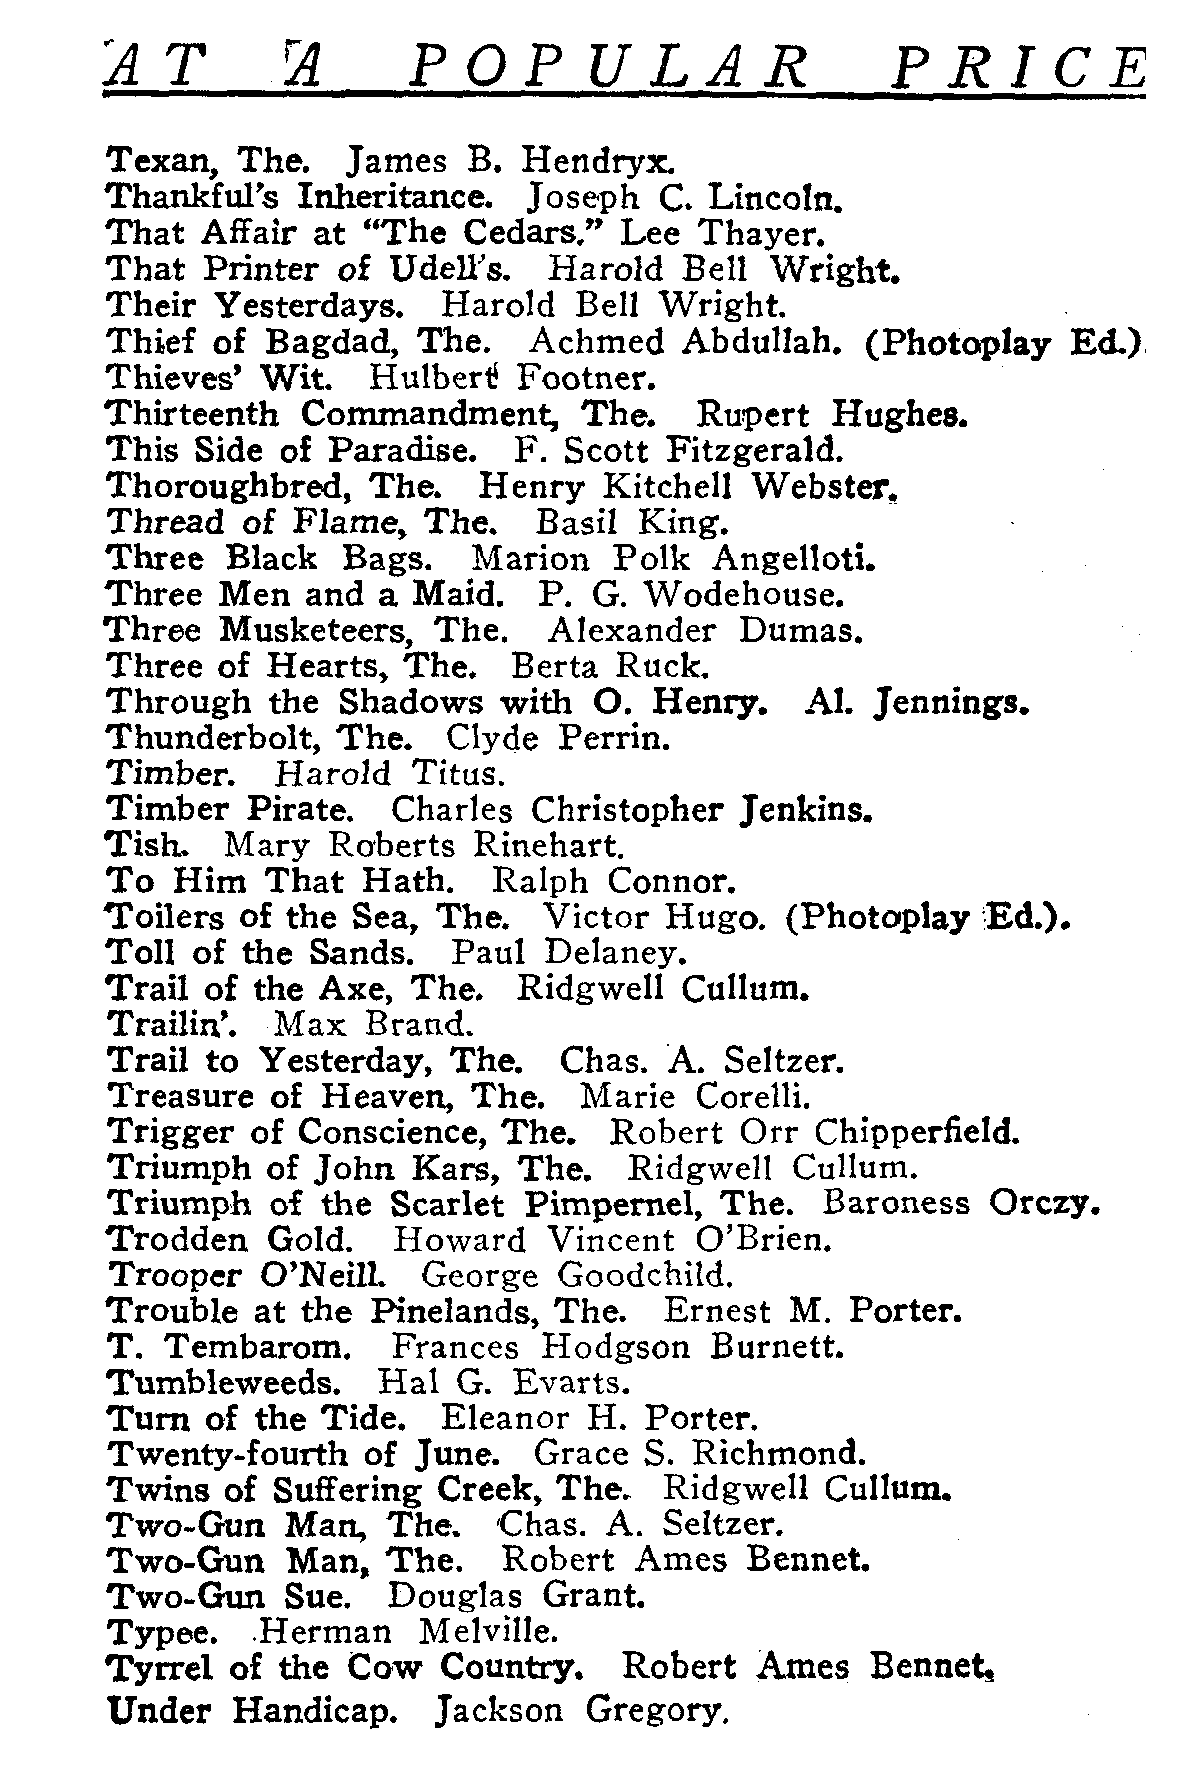 AT A POPULAR PRICE
Texan, The. James B. Hendryx.
Thankful's Inheritance. Joseph C. Lincoln.
That Affair at "The Cedars." Lee Thayer.
That Printer of Udell's. Harold Bell Wright.
Their Yesterdays. Harold Bell Wright.
Thief of Bagdad, The. Achmed Abdullah. (Photoplay Ed.)
Thieves' Wit. Hulbert Footner.
Thirteenth Commandment, The. Rupert Hughes.
This Side of Paradise. F. Scott Fitzgerald.
Thoroughbred, The. Henry Kitchell Webster.
Thread of Flame, The. Basil King.
Three Black Bags. Marion Polk Angelloti.
Three Men and a Maid. P. G. Wodehouse.
Three Musketeers, The. Alexander Dumas.
Three of Hearts, The. Berta Ruck.
Through the Shadows with O. Henry. Al. Jennings.
Thunderbolt, The. Clyde Perrin.
Timber. Harold Titus.
Timber Pirate. Charles Christopher Jenkins.
Tish. Mary Roberts Rinehart.
To Him That Hath. Ralph Connor.
Toilers of the Sea, The. Victor Hugo. (Photoplay Ed.).
Toll of the Sands. Paul Delaney.
Trail of the Axe, The. Ridgwell Cullum.
Trailin'. Max Brand.
Trail to Yesterday, The. Chas. A. Seltzer.
Treasure of Heaven, The. Marie Corelli.
Trigger of Conscience, The. Robert Orr Chipperfield.
Triumph of John Kars, The. Ridgwell Cullum.
Triumph of the Scarlet Pimpernel, The. Baroness Orczy.
Trodden Gold. Howard Vincent O'Brien.
Trooper O'Neill. George Goodchild.
Trouble at the Pinelands, The. Ernest M. Porter.
T. Tembarom. Frances Hodgson Burnett.
Tumbleweeds. Hal G. Evarts.
Turn of the Tide. Eleanor H. Porter.
Twenty-fourth of June. Grace S. Richmond.
Twins of Suffering Creek, The. Ridgwell Cullum.
Two-Gun Man, The. Chas. A. Seltzer.
Two-Gun Man, The. Robert Ames Bennet.
Two-Gun Sue. Douglas Grant.
Typee. Herman Melville.
Tyrrel of the Cow Country. Robert Ames Bennet.
Under Handicap. Jackson Gregory.